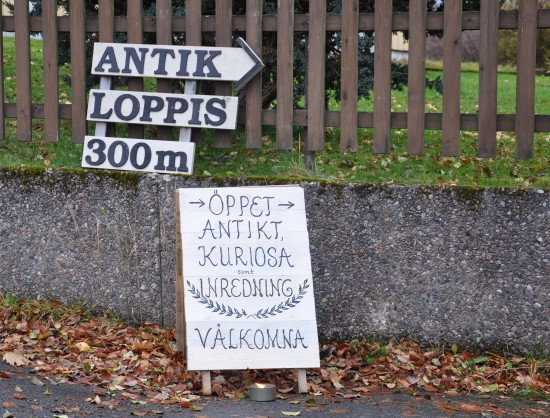 ANTIK
LOPPIS
300m
→ÖPPET→
ANTIKT,
KURIOSA
samt
INREDNING
VÄLKOMNA